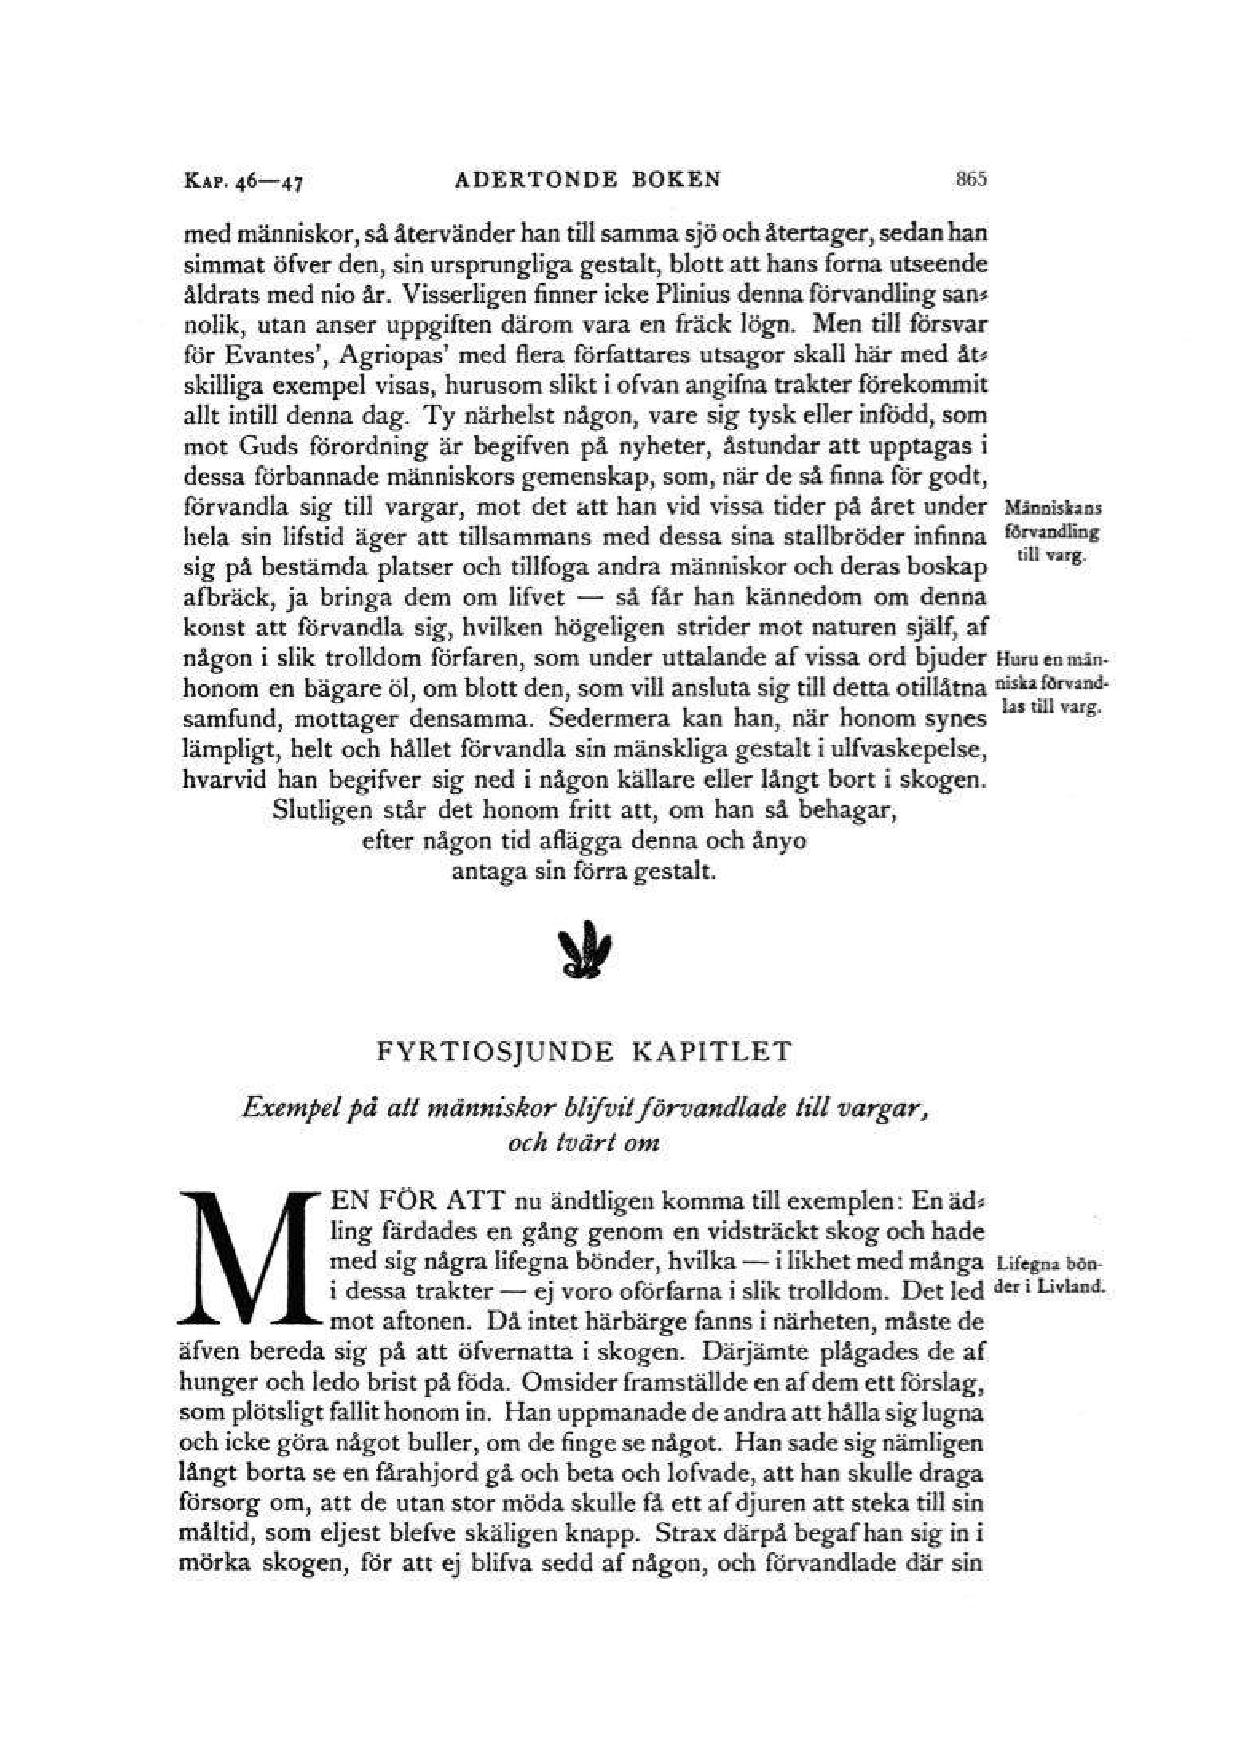 KAP. 46—47 ADERTONDE BOKEN 865
med människor, så återvänder han till samma sjö och återtager, sedan han
simmat öfver den, sin ursprungliga gestalt, blott att hans forna utseende
åldrats med nio år. Visserligen finner icke Plinius denna förvandling san-
nolik, utan anser uppgiften därom vara en fräck lögn. Men till försvar
för Evantes', Agriopas' med flera författares utsagor skall här med åt-
skilliga exempel visas, hurusom slikt i ofvan angifna trakter förekommit
allt intill denna dag. Ty närhelst någon, vare sig tysk eller infödd, som
mot Guds förordning är begifven på nyheter, åstundar att upptagas i
dessa förbannade människors gemenskap, som, när de så finna för godt,
förvandla sig till vargar, mot det att han vid vissa tider på året under
hela sin lifstid äger att tillsammans med dessa sina stallbröder infinna
sig på bestämda platser och tillfoga andra människor och deras boskap
afbräck, ja bringa dem om lifvet — så får han kännedom om denna
konst att förvandla sig, hvilken högeligen strider mot naturen själf, af
någon i slik trolldom förfaren, som under uttalande af vissa ord bjuder
honom en bägare öl, om blott den, som vill ansluta sig till detta otillåtna
samfund, mottager densamma. Sedermera kan han, när honom synes
lämpligt, helt och hållet förvandla sin mänskliga gestalt i ulfvaskepelse,
hvarvid han begifver sig ned i någon källare eller långt bort i skogen.
Slutligen står det honom fritt att, om han så behagar,
efter någon tid aflägga denna och ånyo
antaga sin förra gestalt.
Människans
förvandling
till varg.
Huru en män-
niska förvand-
las till varg.
FYRTIOSJUNDE KAPITLET
Exempel på att människor blifvit förvandlade till vargar,
och tvärt om
MEN FÖR ATT nu ändtligen komma till exemplen: En äd-
ling färdades en gång genom en vidsträckt skog och hade
med sig några lifegna bönder, hvilka — i likhet med många
i dessa trakter — ej voro oförfarna i slik trolldom. Det led
mot aftonen. Då intet härbärge fanns i närheten, måste de
äfven bereda sig på att öfvernatta i skogen. Därjämte plågades de af
hunger och ledo brist på föda. Omsider framställde en af dem ett förslag,
som plötsligt fallit honom in. Han uppmanade de andra att hålla sig lugna
och icke göra något buller, om de finge se något. Han sade sig nämligen
långt borta se en fårahjord gå och beta och lofvade, att han skulle draga
försorg om, att de utan stor möda skulle få ett af djuren att steka till sin
måltid, som eljest blefve skäligen knapp. Strax därpå begaf han sig in i
mörka skogen, för att ej blifva sedd af någon, och förvandlade där sin
Lifegna bön-
der i Livland.